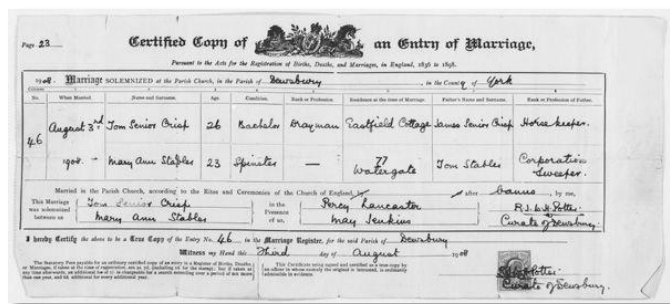 Page 23
Certified Copy of an Entry of Marriage,
Pursuant to the Acts for the Registration of Births, Deaths, and Marriages, in England, 1836 to 1898.
1908. Marriage SOLEMNIZED at the Parish Church, in the Parish of Dewsbury, in the County of York
No. When Married. Name and Surname. Age Condition. Rank or Profession. Residence at the time of Marriage. Father's Name and Surname. Rank or Profession of Father.
46 August 3rd Tom Senior Crisp 26 Bachelor Drayman Eastfield Cottage James Senior Crisp Horse keeper.
1908. Mary Ann Stables 23 Spinster — 77 Watergate Tom Stables Corporation Sweeper.
Married in the Parish Church, according to the Rites and Ceremonies of the Church of England, by after banns, by me,
This Marriage was solemnized between us Tom Senior Crisp Mary Ann Stables in the Presence of us, Percy Lancaster May Jenkins
Curate of Dewsbury.
I hereby Certify the above to be a true Copy of the Entry No. 46 in the Marriage Register, for the said Parish of Dewsbury
Witness my Hand this Third day of August 1908
Curate of Dewsbury.